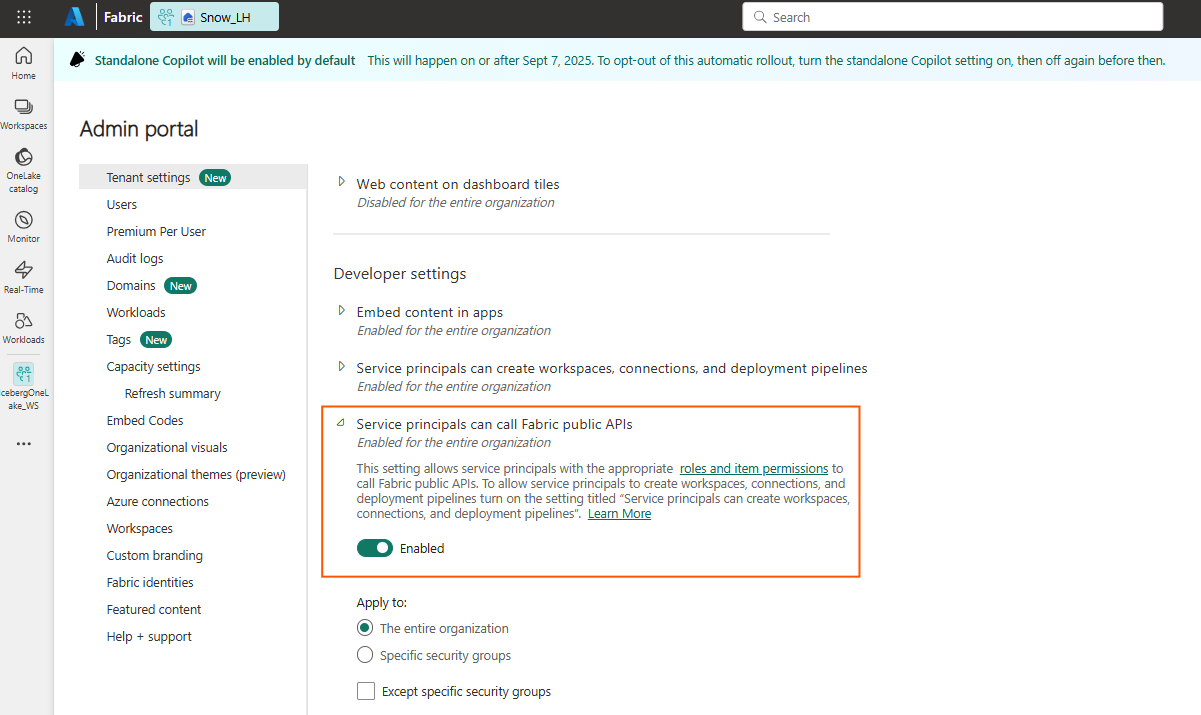 Fabric
Snow_LH
Search
Standalone Copilot will be enabled by default This will happen on or after Sept 7, 2025. To opt-out of this automatic rollout, turn the standalone Copilot setting on, then off again before then.
Home
Workspaces
OneLake
catalog
Monitor
Real-Time
Workloads
IcebergOneL
ake_WS
Admin portal
Tenant settings New
Users
Premium Per User
Audit logs
Domains New
Workloads
Tags New
Capacity settings
Refresh summary
Embed Codes
Organizational visuals
Organizational themes (preview)
Azure connections
Workspaces
Custom branding
Fabric identities
Featured content
Help + support
Web content on dashboard tiles
Disabled for the entire organization
Developer settings
Embed content in apps
Enabled for the entire organization
Service principals can create workspaces, connections, and deployment pipelines
Enabled for the entire organization
Service principals can call Fabric public APIs
Enabled for the entire organization
This setting allows service principals with the appropriate roles and item permissions to
call Fabric public APIs. To allow service principals to create workspaces, connections, and
deployment pipelines turn on the setting titled “Service principals can create workspaces,
connections, and deployment pipelines”. Learn More
Enabled
Apply to:
The entire organization
Specific security groups
Except specific security groups